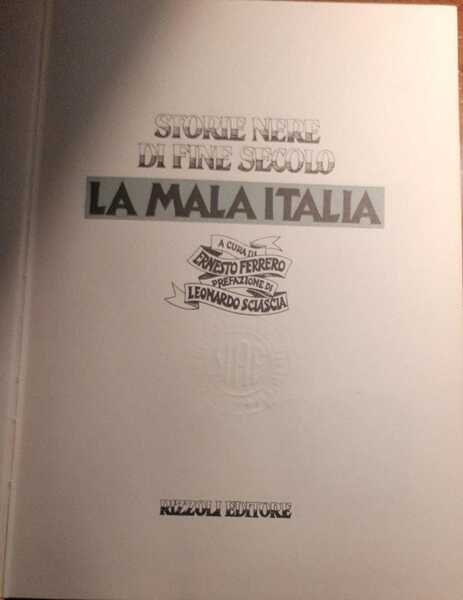 STORIE NERE
DI FINE SECOLO
LA MALA ITALIA
A CURA DI
ERNESTO FERRERO
PREFAZIONE DI
LEONARDO SCIASCIA
RIZZOLI EDITORE